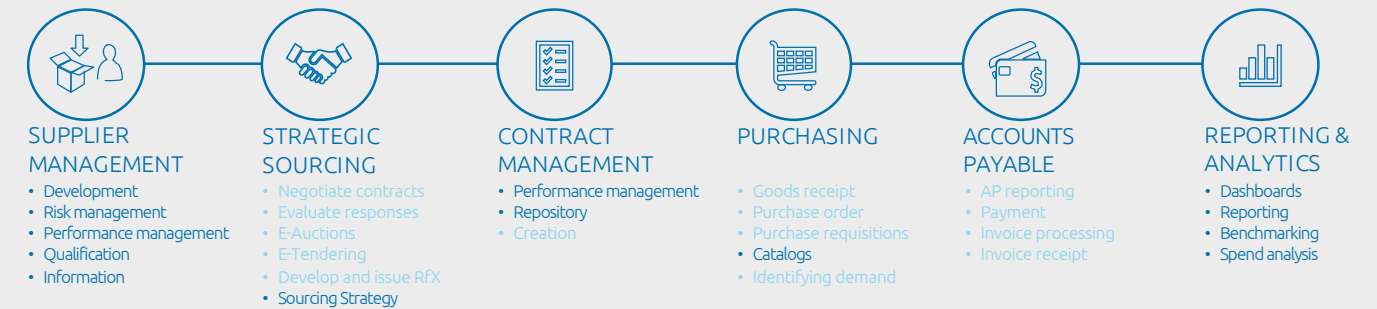 $
SUPPLIER
MANAGEMENT
• Development
• Risk management
• Performance management
• Qualification
• Information
STRATEGIC
SOURCING
• Negotiate contracts
• Evaluate responses
• E-Auctions
• E-Tendering
• Develop and issue RfX
• Sourcing Strategy
CONTRACT
MANAGEMENT
• Performance management
• Repository
• Creation
PURCHASING
• Goods receipt
• Purchase order
• Purchase requisitions
• Catalogs
• Identifying demand
ACCOUNTS
PAYABLE
• AP reporting
• Payment
• Invoice processing
• Invoice receipt
REPORTING &
ANALYTICS
• Dashboards
• Reporting
• Benchmarking
• Spend analysis